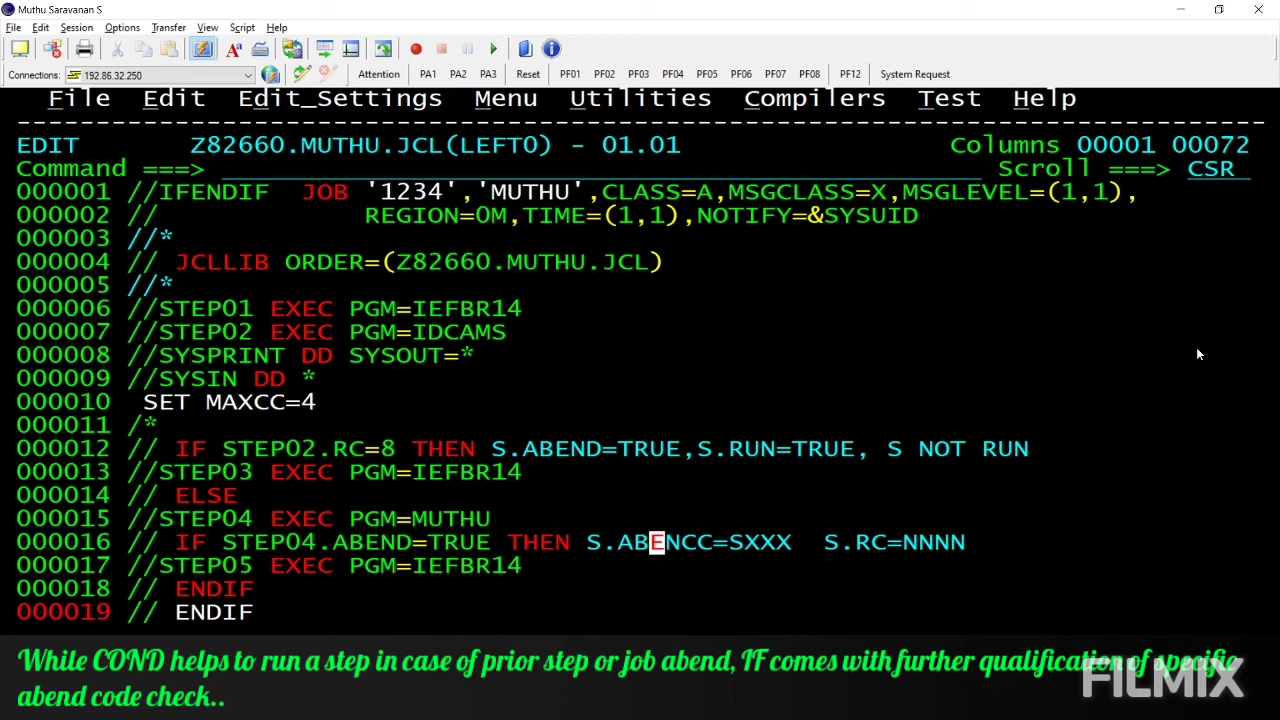 Muthu Saravanan S
File Edit Session Options Transfer View Script Help
Connections: 192.86.32.250 Attention PA1 PA2 PA3 Reset PF01 PF02 PF03 PF04 PF05 PF06 PF07 PF08 PF12 System Request
File Edit Edit_Settings Menu Utilities Compilers Test Help
EDIT Z82660.MUTHU.JCL(LEFT0) - 01.01 Columns 00001 00072
Command ===> Scroll ===> CSR
000001 //IFENDIF JOB '1234','MUTHU',CLASS=A,MSGCLASS=X,MSGLEVEL=(1,1),
000002 // REGION=0M,TIME=(1,1),NOTIFY=&SYSUID
000003 //*
000004 // JCLLIB ORDER=(Z82660.MUTHU.JCL)
000005 //*
000006 //STEP01 EXEC PGM=IEFBR14
000007 //STEP02 EXEC PGM=IDCAMS
000008 //SYSPRINT DD SYSOUT=*
000009 //SYSIN DD *
000010 SET MAXCC=4
000011 /*
000012 // IF STEP02.RC=8 THEN S.ABEND=TRUE,S.RUN=TRUE, S NOT RUN
000013 //STEP03 EXEC PGM=IEFBR14
000014 // ELSE
000015 //STEP04 EXEC PGM=MUTHU
000016 // IF STEP04.ABEND=TRUE THEN S.ABENCC=SXXX S.RC=NNNN
000017 //STEP05 EXEC PGM=IEFBR14
000018 // ENDIF
000019 // ENDIF
While COND helps to run a step in case of prior step or job abend, IF comes with further qualification of specific
abend code check..
FILMIX